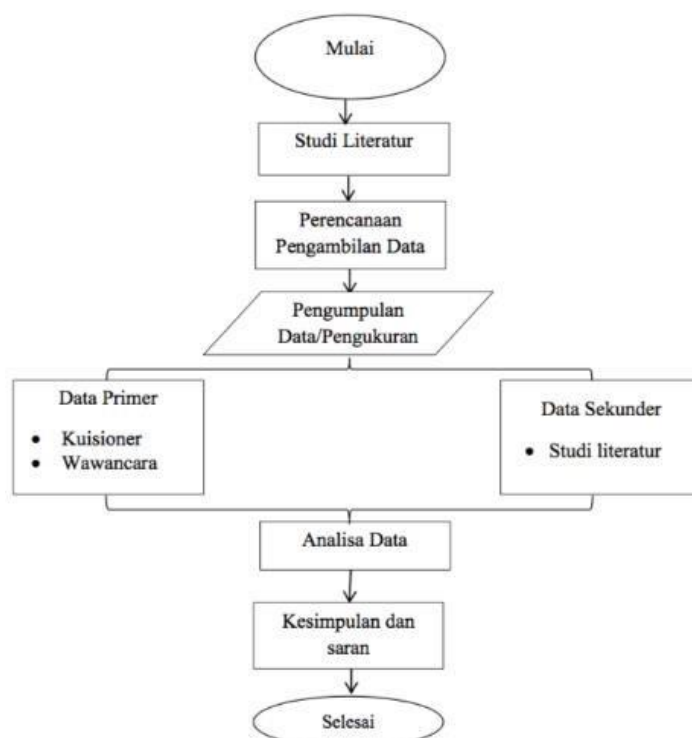 Mulai
Studi Literatur
Perencanaan
Pengambilan Data
Pengumpulan
Data/Pengukuran
Data Primer
• Kuisioner
• Wawancara
Data Sekunder
• Studi literatur
Analisa Data
Kesimpulan dan
saran
Selesai